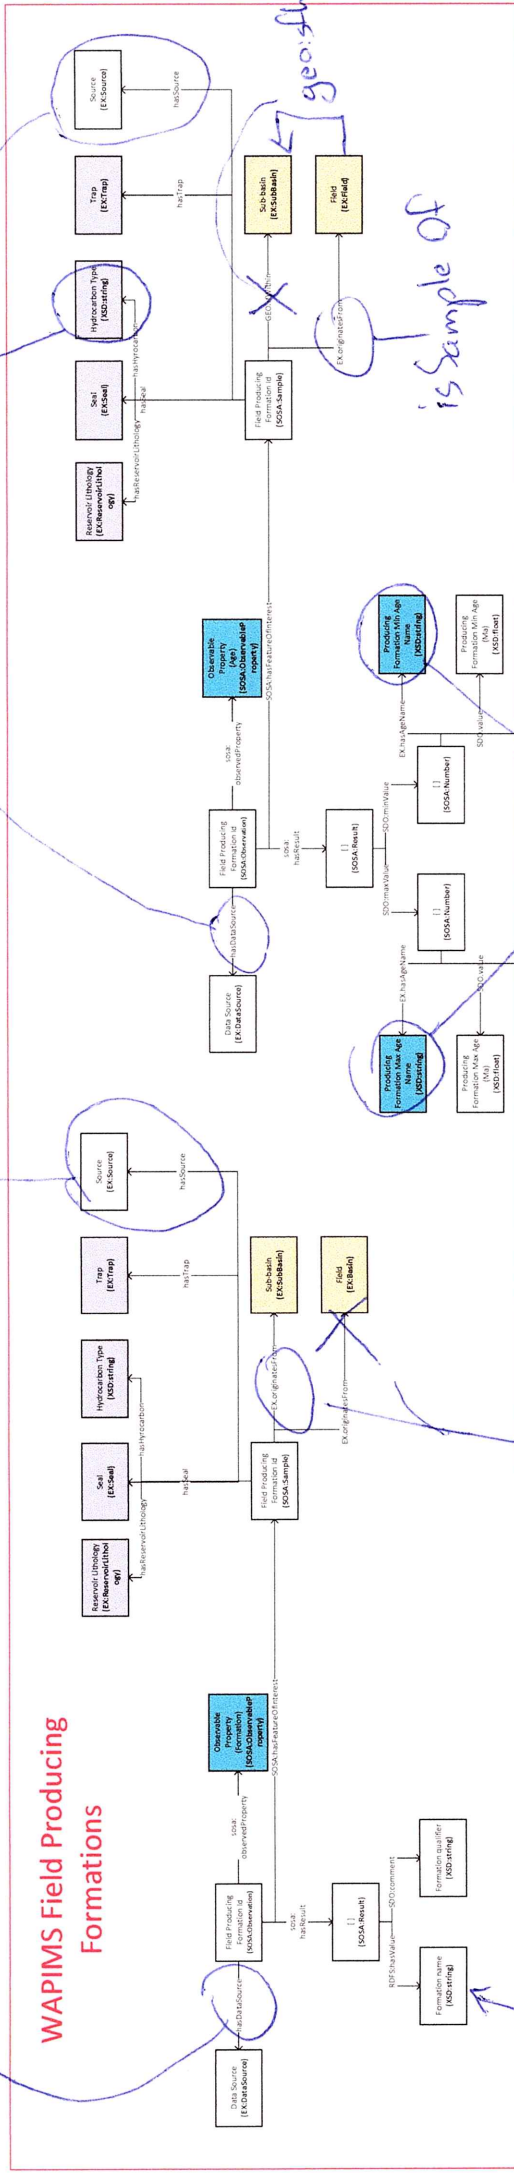 WAPIMS Field Producing
Formations
Reservoir Lithology
(EX:ReservoirLithol
ogy)
Seal
(EX:Seal)
Hydrocarbon Type
(XSD:string)
Trap
(EX:Trap)
Source
(EX:Source)
hasReservoirLithology
hasHyrocarbon
hasSeal
hasTrap
hasSource
Observable
Property
(Formation)
(SOSA:ObservableP
roperty)
sosa:
observedProperty
Data Source
(EX:DataSource)
hasDataSource
Field Producing
Formation Id
(SOSA:Observation)
SOSA:hasFeatureOfInterest
Field Producing
Formation Id
(SOSA:Sample)
EX:originatesFrom
Sub-basin
(EX:SubBasin)
EX:originatesFrom
Field
(EX:Basin)
sosa:
hasResult
[ ]
(SOSA:Result)
RDFS:hasValue
SDO:comment
Formation name
(XSD:string)
Formation qualifier
(XSD:string)
Reservoir Lithology
(EX:ReservoirLithol
ogy)
Seal
(EX:Seal)
Hydrocarbon Type
(XSD:string)
Trap
(EX:Trap)
Source
(EX:Source)
hasReservoirLithology
hasHyrocarbon
hasSeal
hasTrap
hasSource
Observable
Property
(Age)
(SOSA:ObservableP
roperty)
sosa:
observedProperty
Data Source
(EX:DataSource)
hasDataSource
Field Producing
Formation Id
(SOSA:Observation)
SOSA:hasFeatureOfInterest
Field Producing
Formation Id
(SOSA:Sample)
Sub-basin
(EX:SubBasin)
EX:originatesFrom
Field
(EX:Field)
is Sample Of
sosa:
hasResult
[ ]
(SOSA:Result)
SDO:maxValue
SDO:minValue
[ ]
(SOSA:Number)
[ ]
(SOSA:Number)
EX:hasAgeName
EX:hasAgeName
Producing
Formation Max Age
Name
(XSD:string)
Producing
Formation Min Age
Name
(XSD:string)
SDO:value
SDO:value
Producing
Formation Max Age
(Ma)
(XSD:float)
Producing
Formation Min Age
(Ma)
(XSD:float)